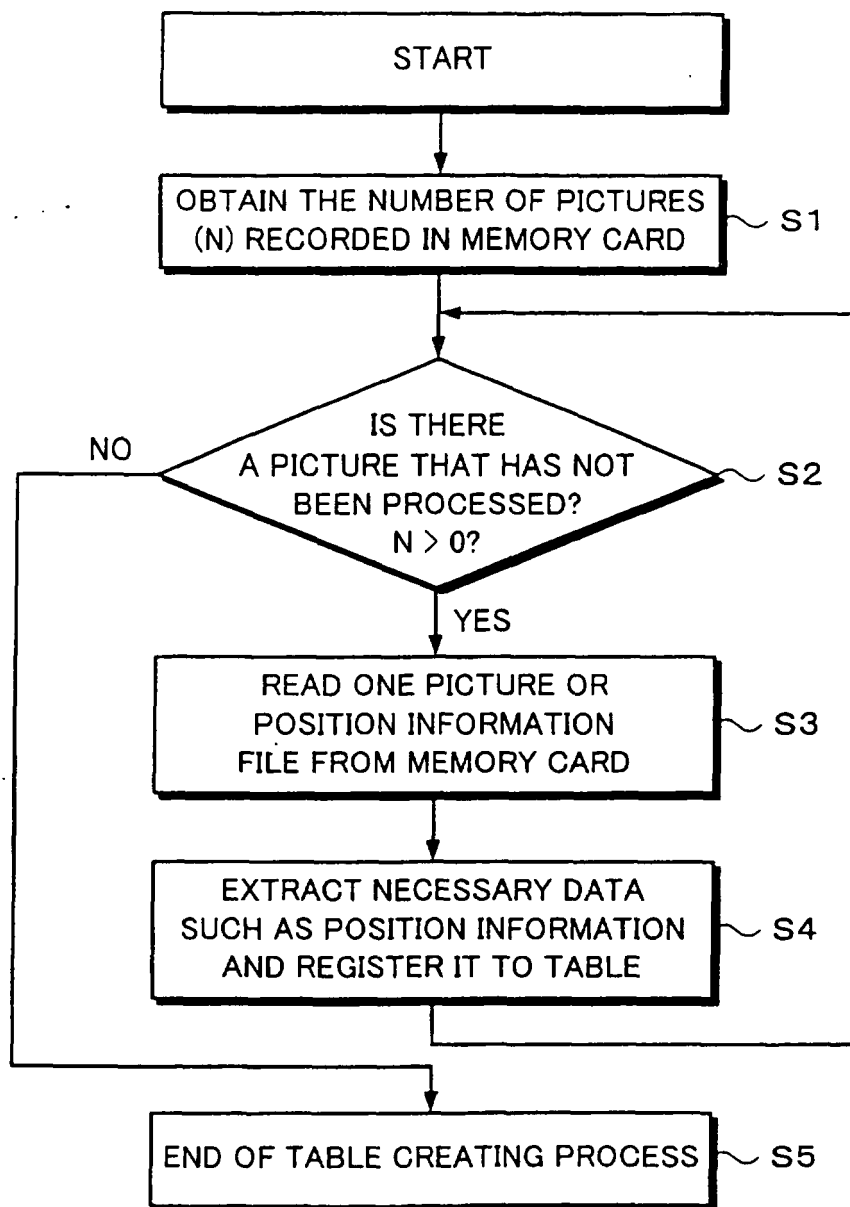 START
OBTAIN THE NUMBER OF PICTURES
(N) RECORDED IN MEMORY CARD
S1
IS THERE
A PICTURE THAT HAS NOT
BEEN PROCESSED?
N > 0?
S2
NO
YES
READ ONE PICTURE OR
POSITION INFORMATION
FILE FROM MEMORY CARD
S3
EXTRACT NECESSARY DATA
SUCH AS POSITION INFORMATION
AND REGISTER IT TO TABLE
S4
END OF TABLE CREATING PROCESS
S5